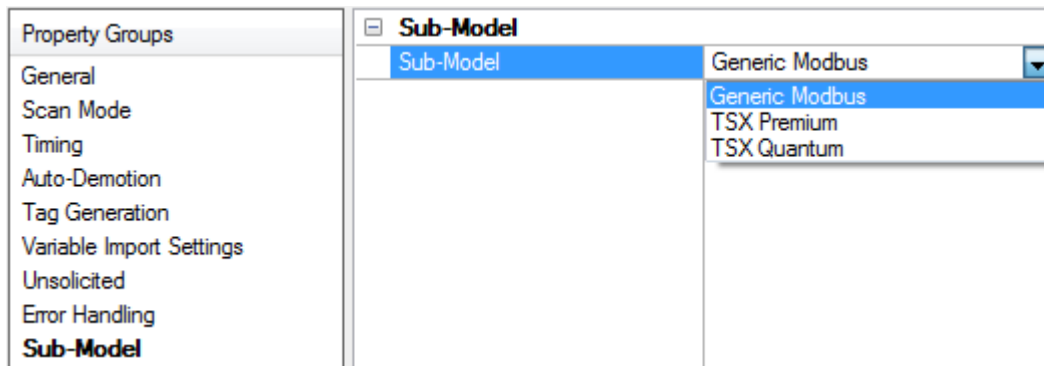 Property Groups
General
Scan Mode
Timing
Auto-Demotion
Tag Generation
Variable Import Settings
Unsolicited
Error Handling
Sub-Model
Sub-Model
Sub-Model Generic Modbus
Generic Modbus
TSX Premium
TSX Quantum